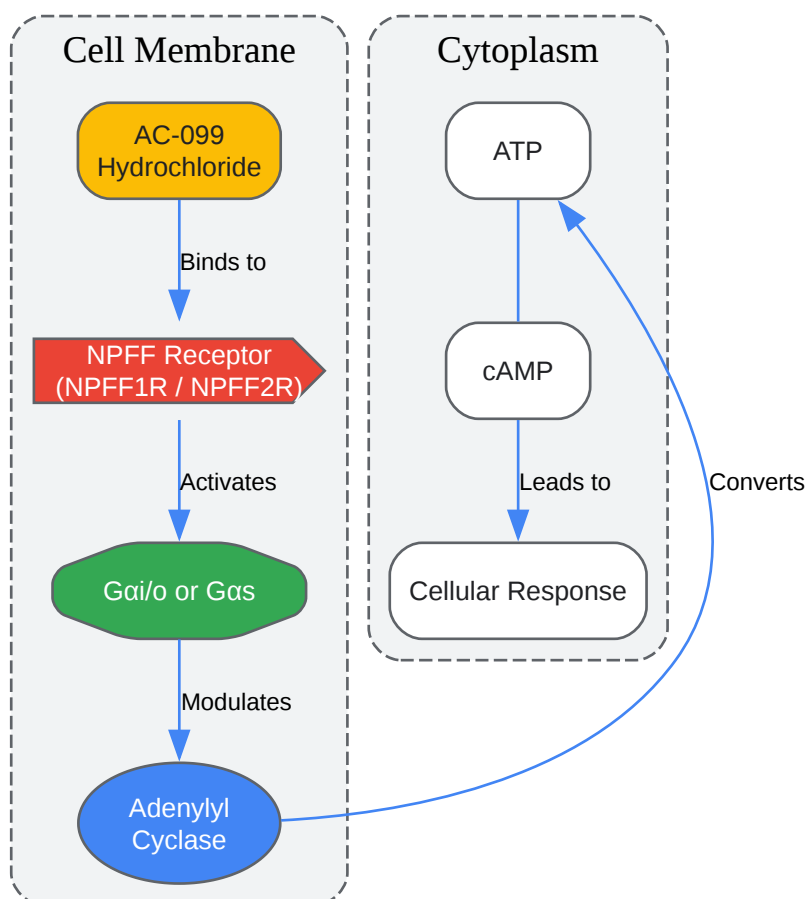 Cell Membrane
AC-099
Hydrochloride
Binds to
NPFF Receptor
(NPFF1R / NPFF2R)
Activates
Gαi/o or Gαs
Modulates
Adenylyl
Cyclase
Cytoplasm
ATP
cAMP
Leads to
Cellular Response
Converts